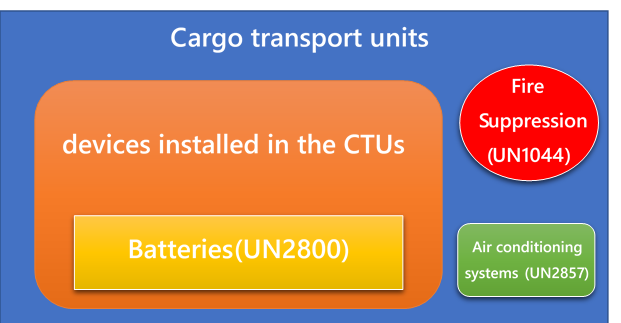 Cargo transport units
devices installed in the CTUs
Batteries(UN2800)
Fire
Suppression
(UN1044)
Air conditioning
systems (UN2857)